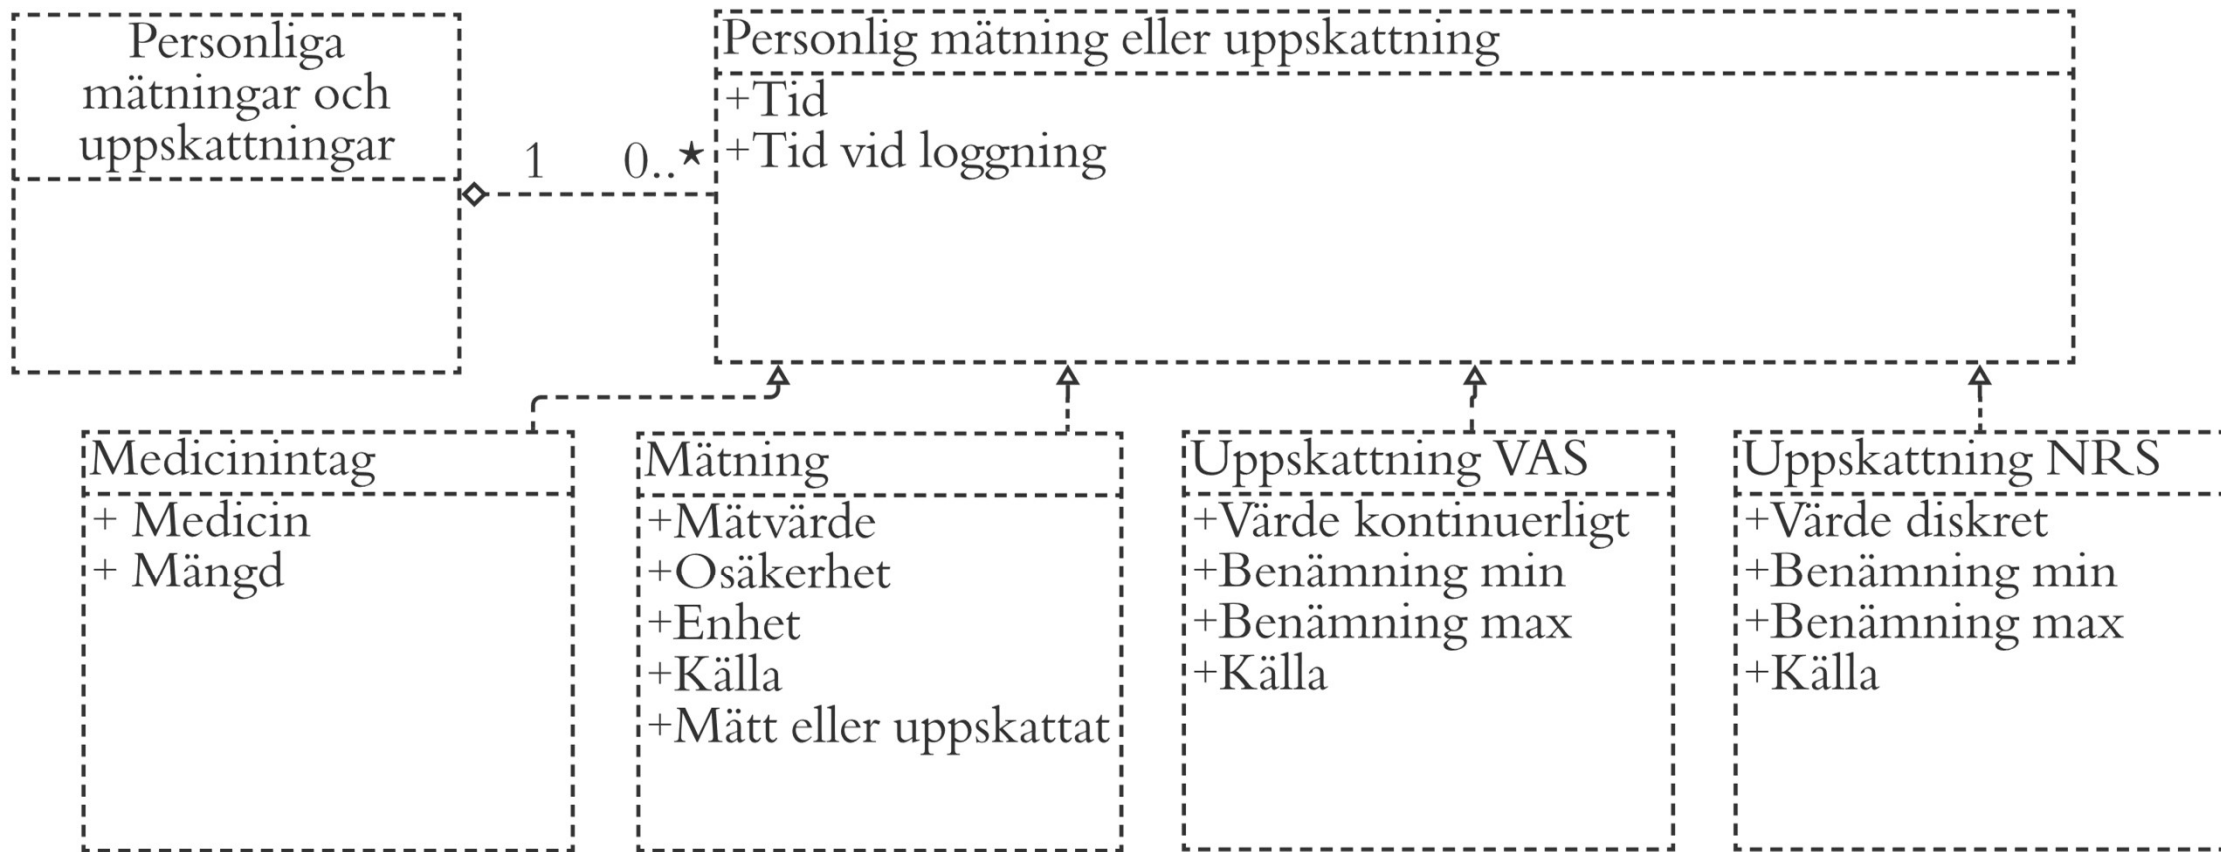 Personliga
mätningar och
uppskattningar
1
0..★
Personlig mätning eller uppskattning
+Tid
+Tid vid loggning
Medicinintag
+ Medicin
+ Mängd
Mätning
+Mätvärde
+Osäkerhet
+Enhet
+Källa
+Mätt eller uppskattat
Uppskattning VAS
+Värde kontinuerligt
+Benämning min
+Benämning max
+Källa
Uppskattning NRS
+Värde diskret
+Benämning min
+Benämning max
+Källa